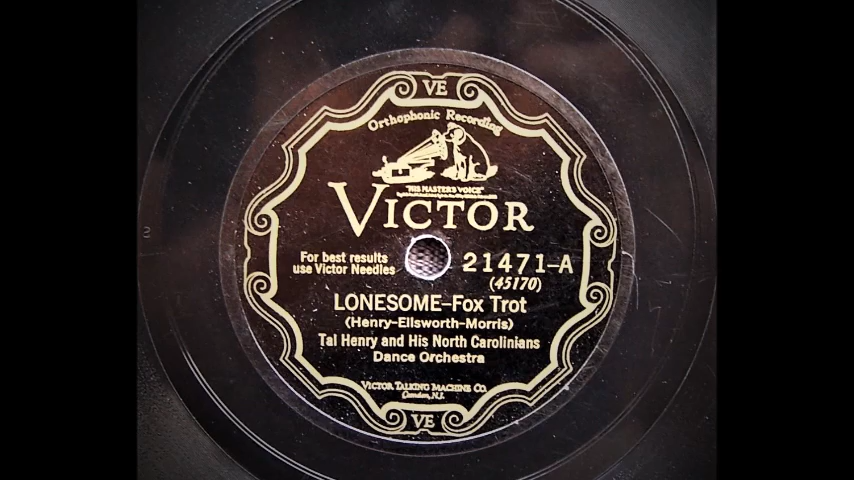 VE
Orthophonic Recording
"HIS MASTER'S VOICE"
VICTOR
For best results
use Victor Needles
21471-A
(45170)
LONESOME-Fox Trot
(Henry-Ellsworth-Morris)
Tal Henry and His North Carolinians
Dance Orchestra
VICTOR TALKING MACHINE CO.
Camden, N.J.
VE